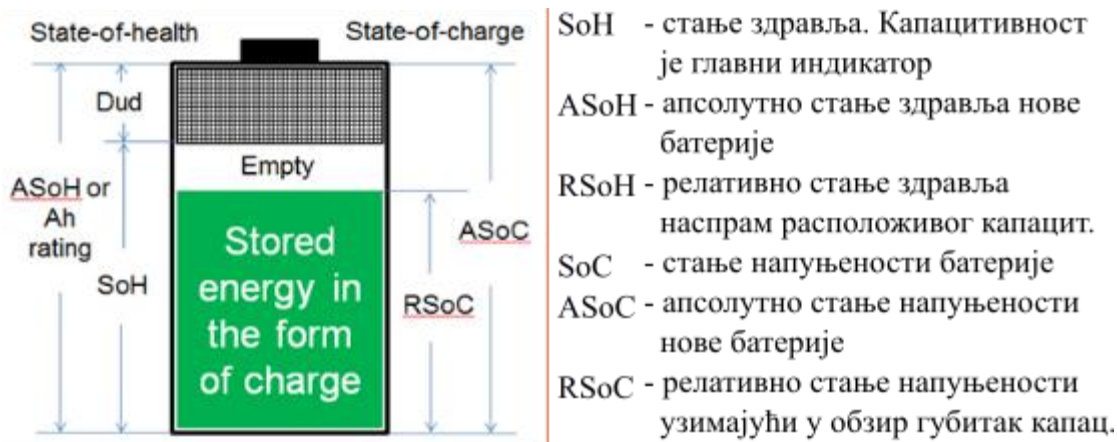 State-of-health
State-of-charge
Dud
Empty
ASoH or
Ah
rating
SoH
Stored
energy in
the form
of charge
ASoC
RSoC
SoH - стање здравља. Капацитивност
је главни индикатор
ASoH - апсолутно стање здравља нове
батерије
RSoH - релативно стање здравља
наспрам расположивог капацит.
SoC - стање напуњености батерије
ASoC - апсолутно стање напуњености
нове батерије
RSoC - релативно стање напуњености
узимајући у обзир губитак капац.